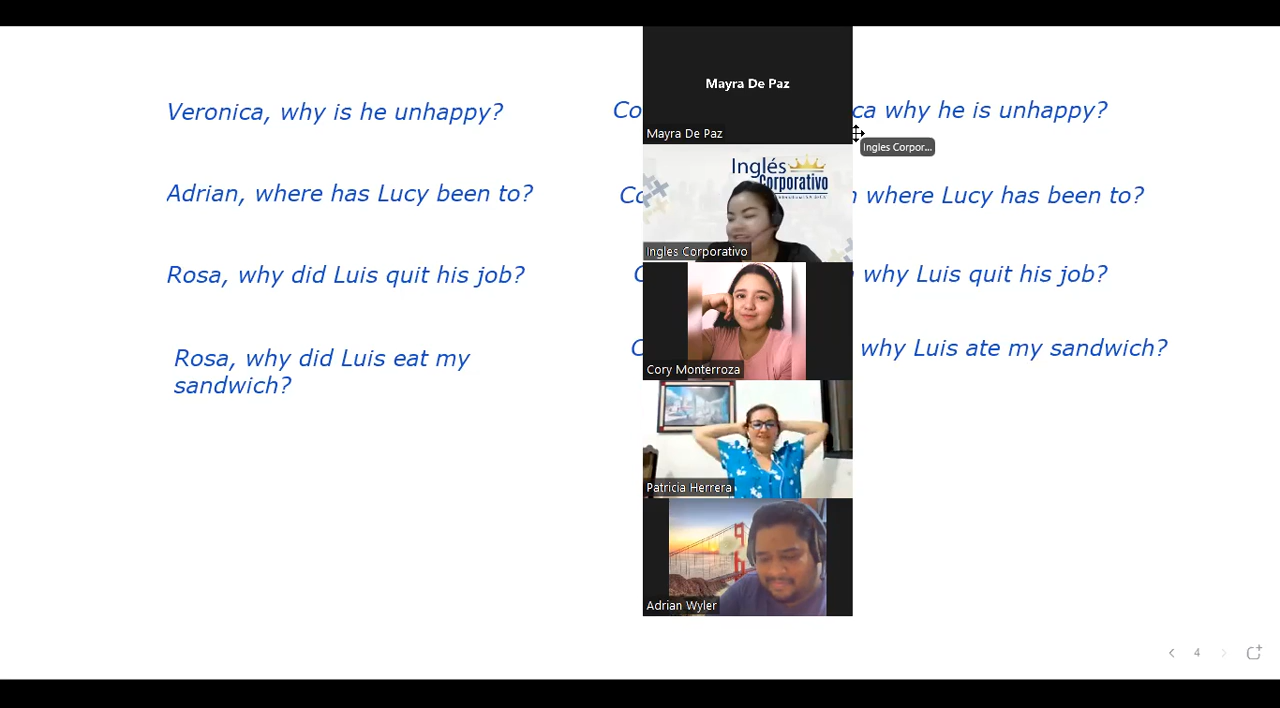 Veronica, why is he unhappy?
Co
ca why he is unhappy?
Adrian, where has Lucy been to?
Co
n where Lucy has been to?
Rosa, why did Luis quit his job?
why Luis quit his job?
Rosa, why did Luis eat my
sandwich?
why Luis ate my sandwich?
Mayra De Paz
Mayra De Paz
Ingles Corpor...
Inglés
Corporativo
Ingles Corporativo
Cory Monterroza
Patricia Herrera
Adrian Wyler
4